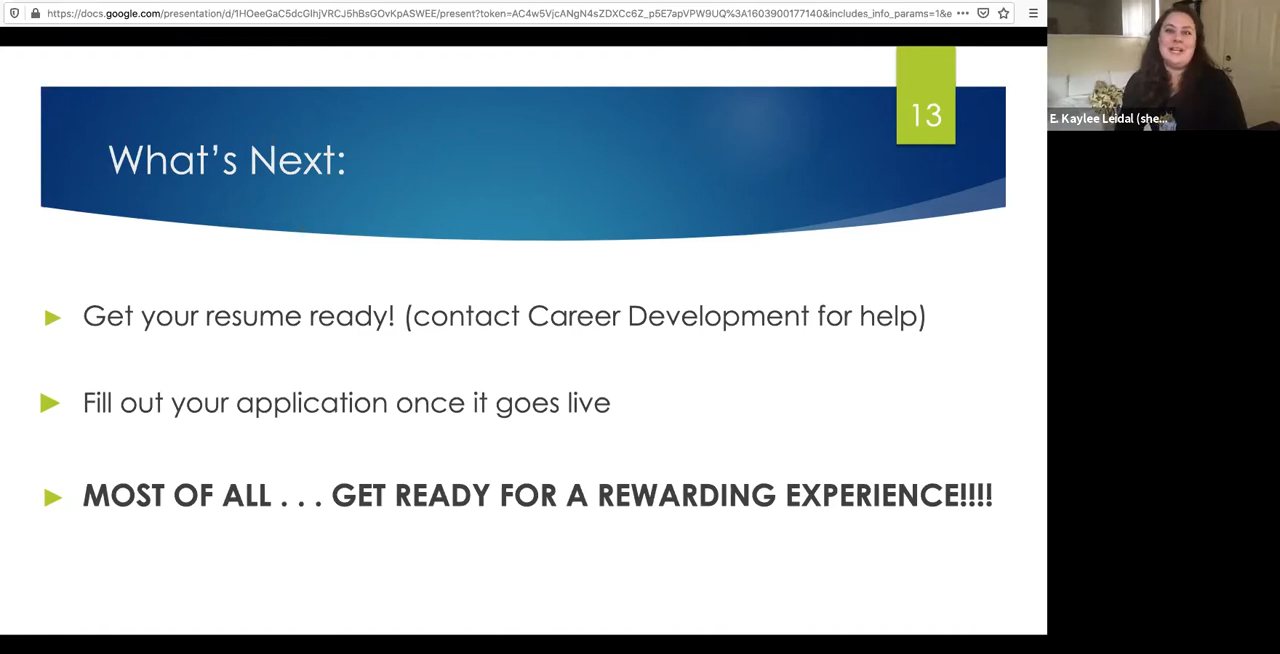 https://docs.google.com/presentation/d/1HOeeGaC5dcGIhjVRCJ5hBsGOvKpASWEE/present?token=AC4w5VjcANgN4sZDXCc6Z_p5E7apVPW9UQ%3A1603900177140&includes_info_params=1&e
E. Kaylee Leidal (she...
13
What's Next:
Get your resume ready! (contact Career Development for help)
Fill out your application once it goes live
MOST OF ALL . . . GET READY FOR A REWARDING EXPERIENCE!!!!